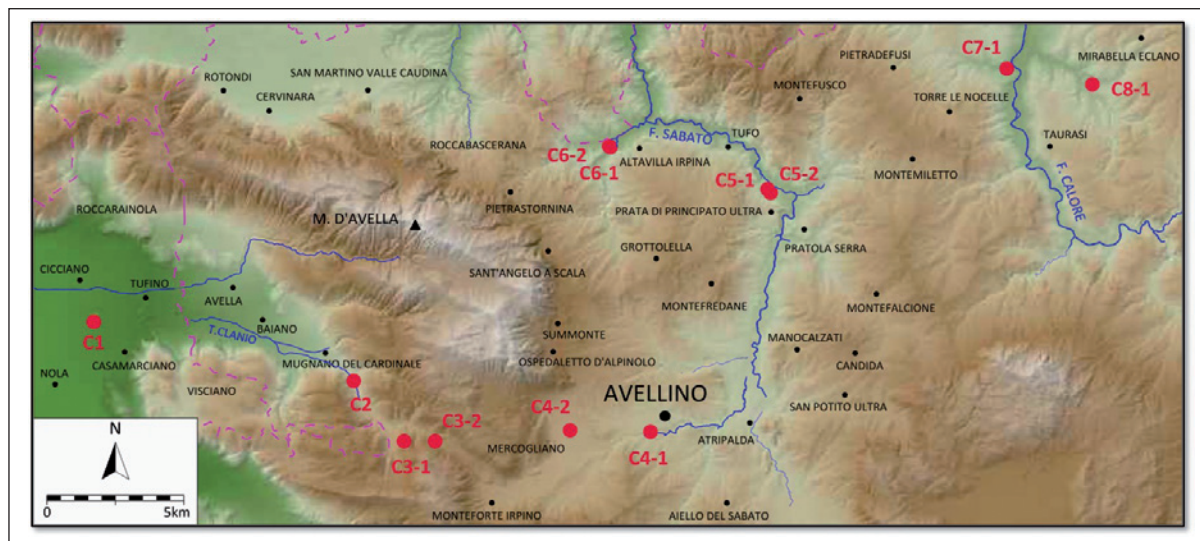 C7-1
MIRABELLA ECLANO
PIETRADEFUSI
SAN MARTINO VALLE CAUDINA
ROTONDI
MONTEFUSCO
C8-1
CERVINARA
TORRE LE NOCELLE
F. SABATO
TUFO
TAURASI
ROCCABASCERANA
C6-2
ALTAVILLA IRPINA
C6-1
MONTEMILETTO
C5-1
C5-2
F. CALORE
ROCCARAINOLA
M. D'AVELLA
PIETRASTORNINA
PRATA DI PRINCIPATO ULTRA
PRATOLA SERRA
GROTTOLELLA
CICCIANO
SANT'ANGELO A SCALA
TUFINO
AVELLA
MONTEFREDANE
MONTEFALCIONE
BAIANO
T.CLANIO
C1
SUMMONTE
MANOCALZATI
CASAMARCIANO
MUGNANO DEL CARDINALE
OSPEDALETTO D'ALPINOLO
CANDIDA
NOLA
VISCIANO
C2
AVELLINO
SAN POTITO ULTRA
C4-2
C3-2
MERCOGLIANO
C4-1
ATRIPALDA
C3-1
N
0 5km
MONTEFORTE IRPINO
AIELLO DEL SABATO